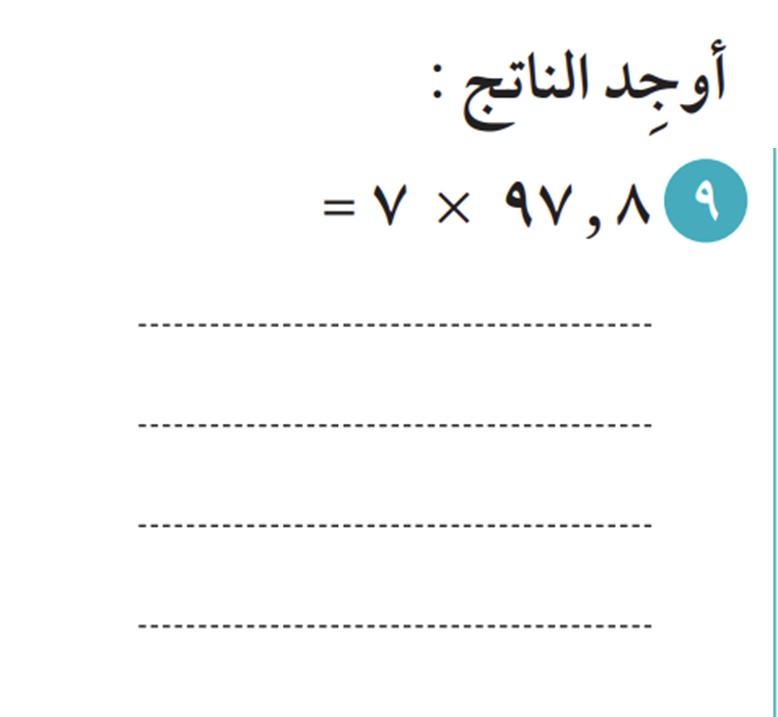 أوجِد الناتج :
٩ ٩٧,٨ × ٧ =